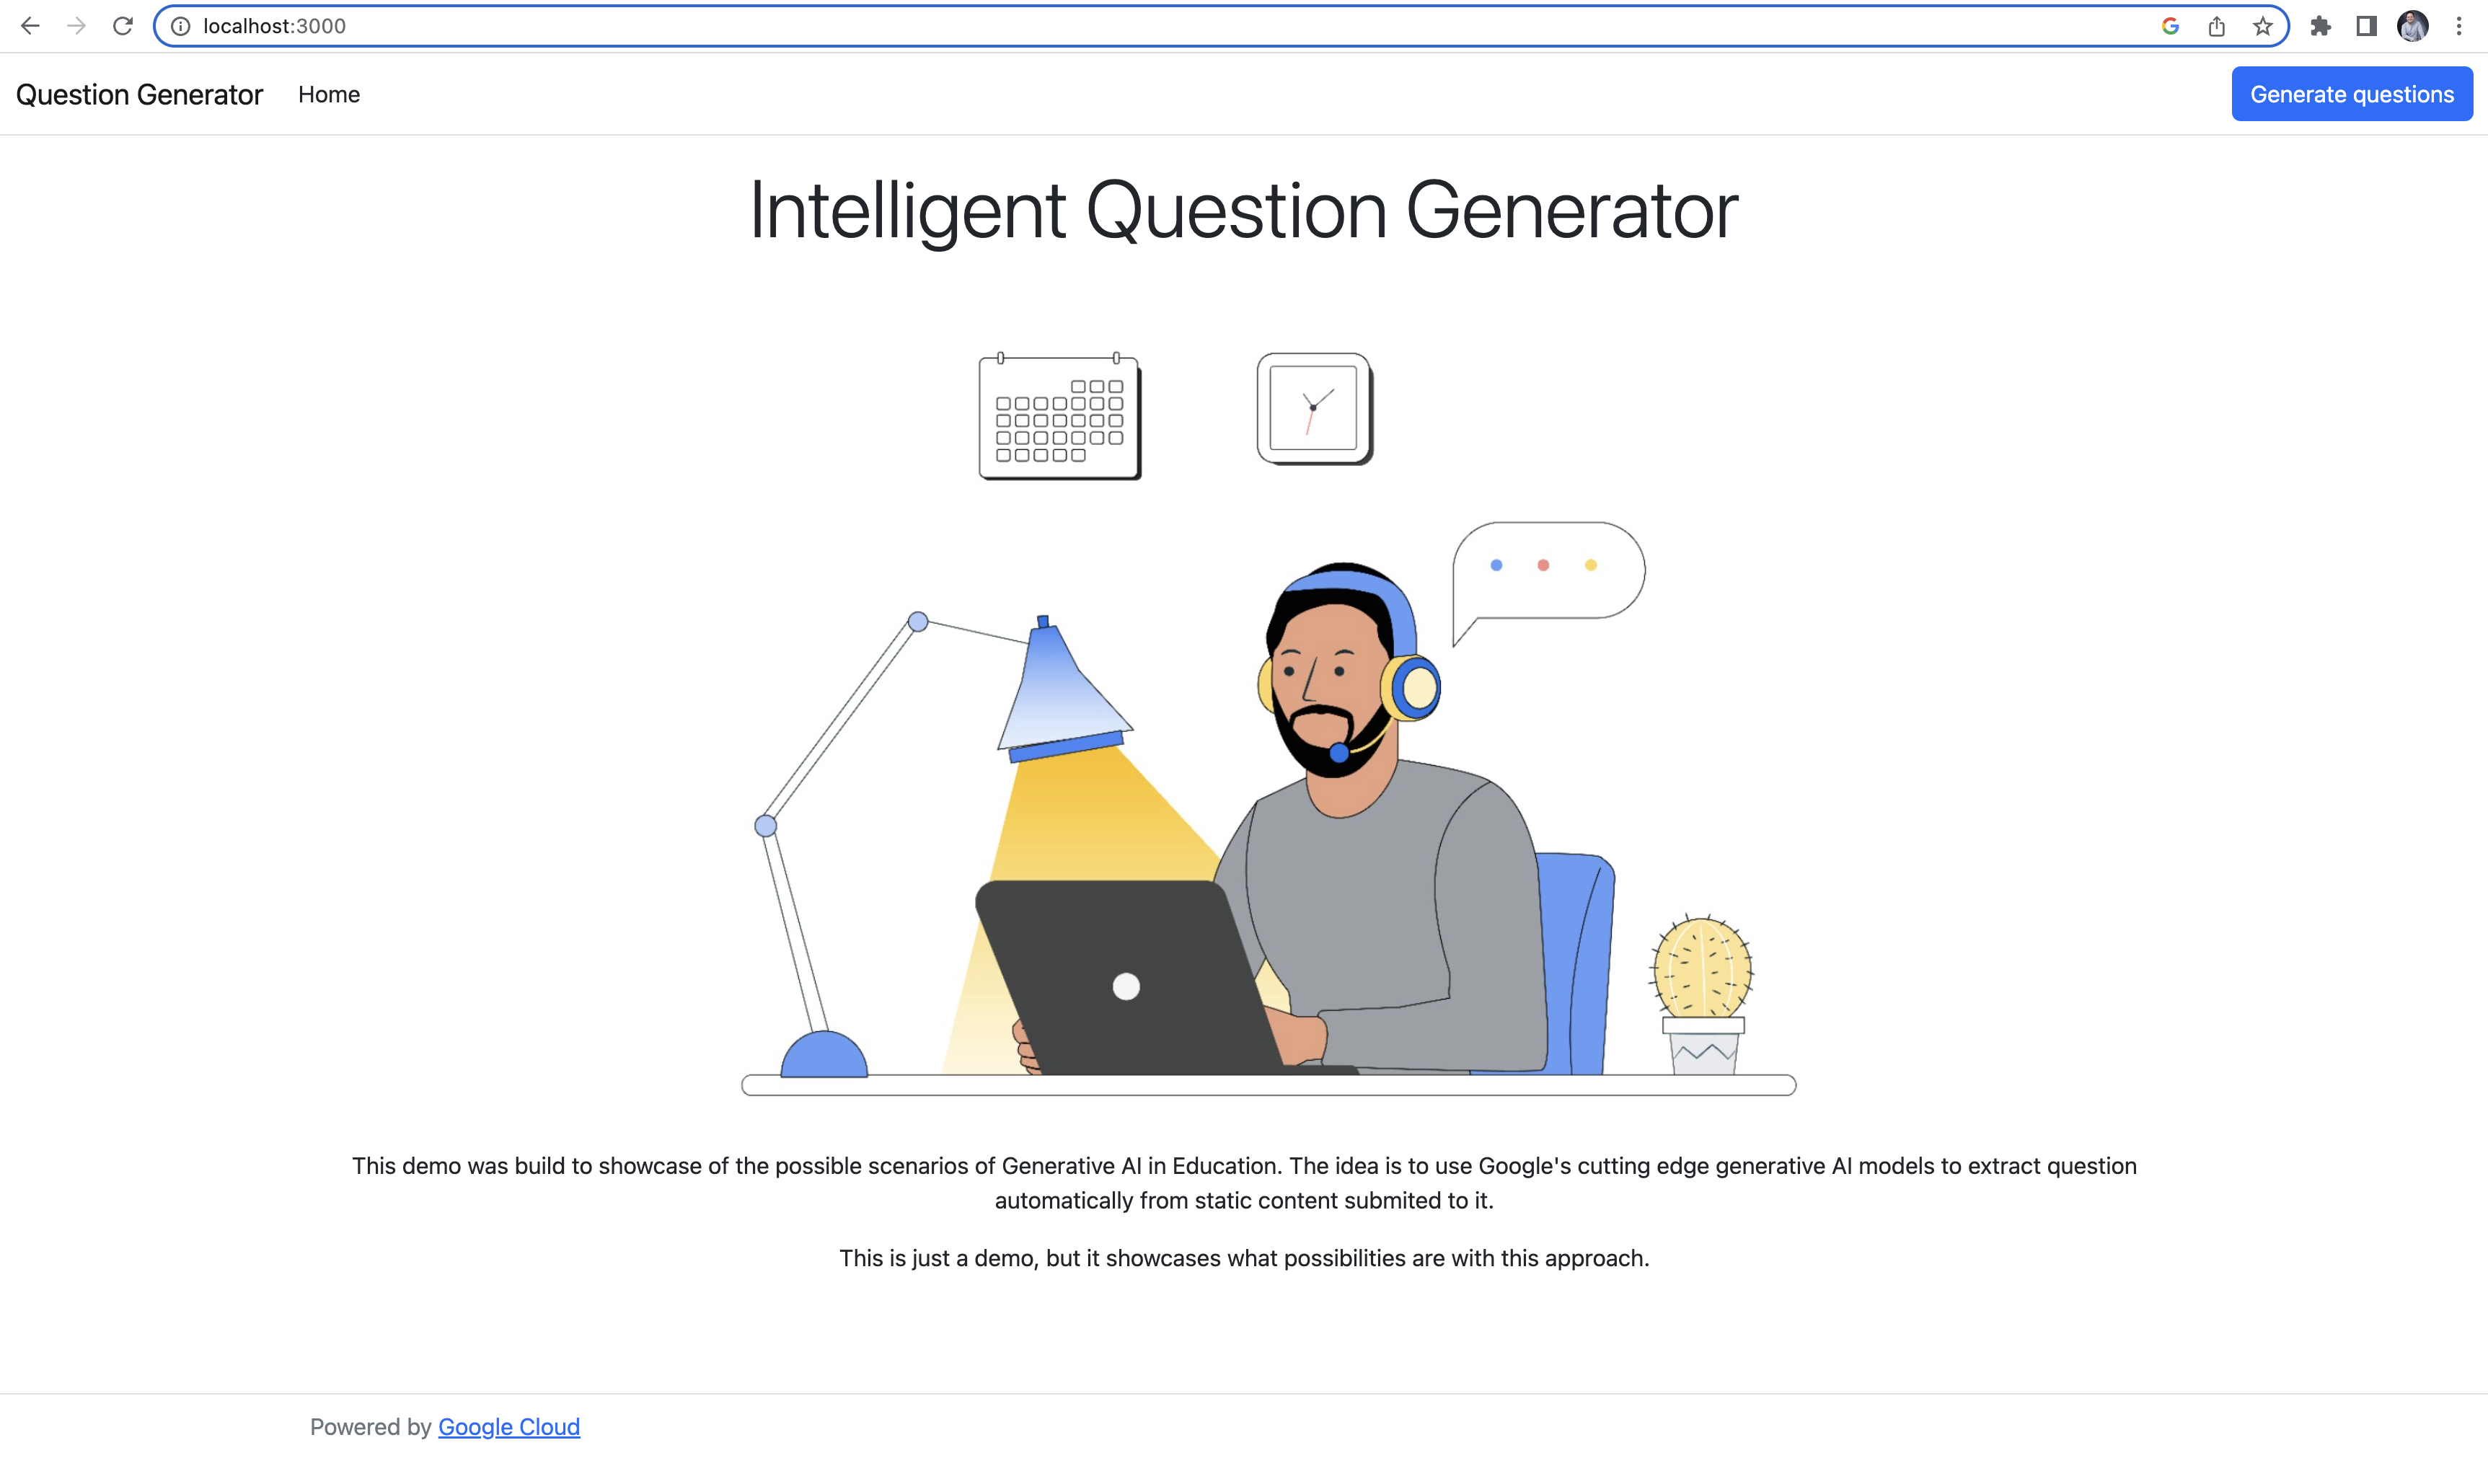 localhost:3000
Question Generator Home Generate questions
Intelligent Question Generator
This demo was build to showcase of the possible scenarios of Generative AI in Education. The idea is to use Google's cutting edge generative AI models to extract question
automatically from static content submited to it.
This is just a demo, but it showcases what possibilities are with this approach.
Powered by Google Cloud